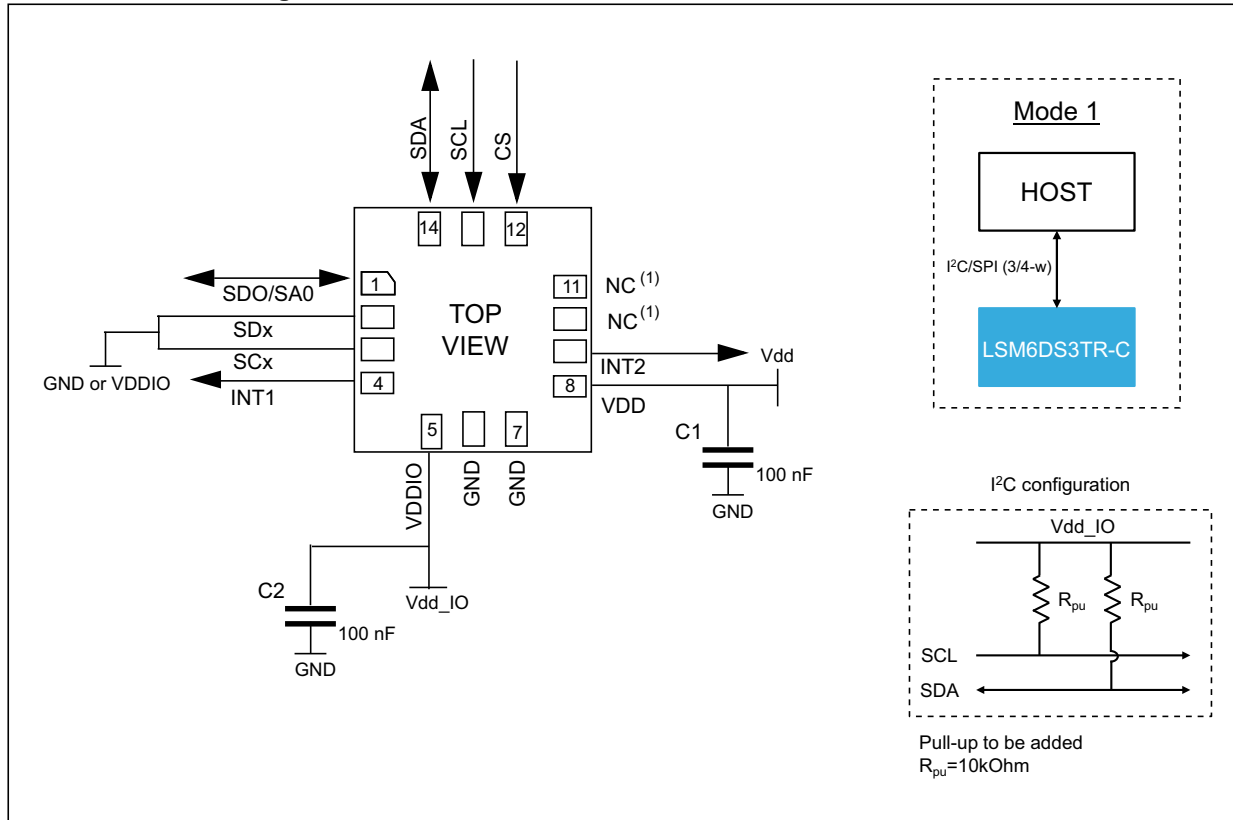 SDA
SCL
CS
14
12
1
SDO/SA0
SDx
SCx
GND or VDDIO
INT1
4
TOP
VIEW
11
NC(1)
NC(1)
INT2
Vdd
8
VDD
5
7
VDDIO
GND
GND
C1
100 nF
GND
C2
100 nF
GND
Vdd_IO
Mode 1
HOST
I²C/SPI (3/4-w)
LSM6DS3TR-C
I²C configuration
Vdd_IO
Rpu
Rpu
SCL
SDA
Pull-up to be added
Rpu=10kOhm